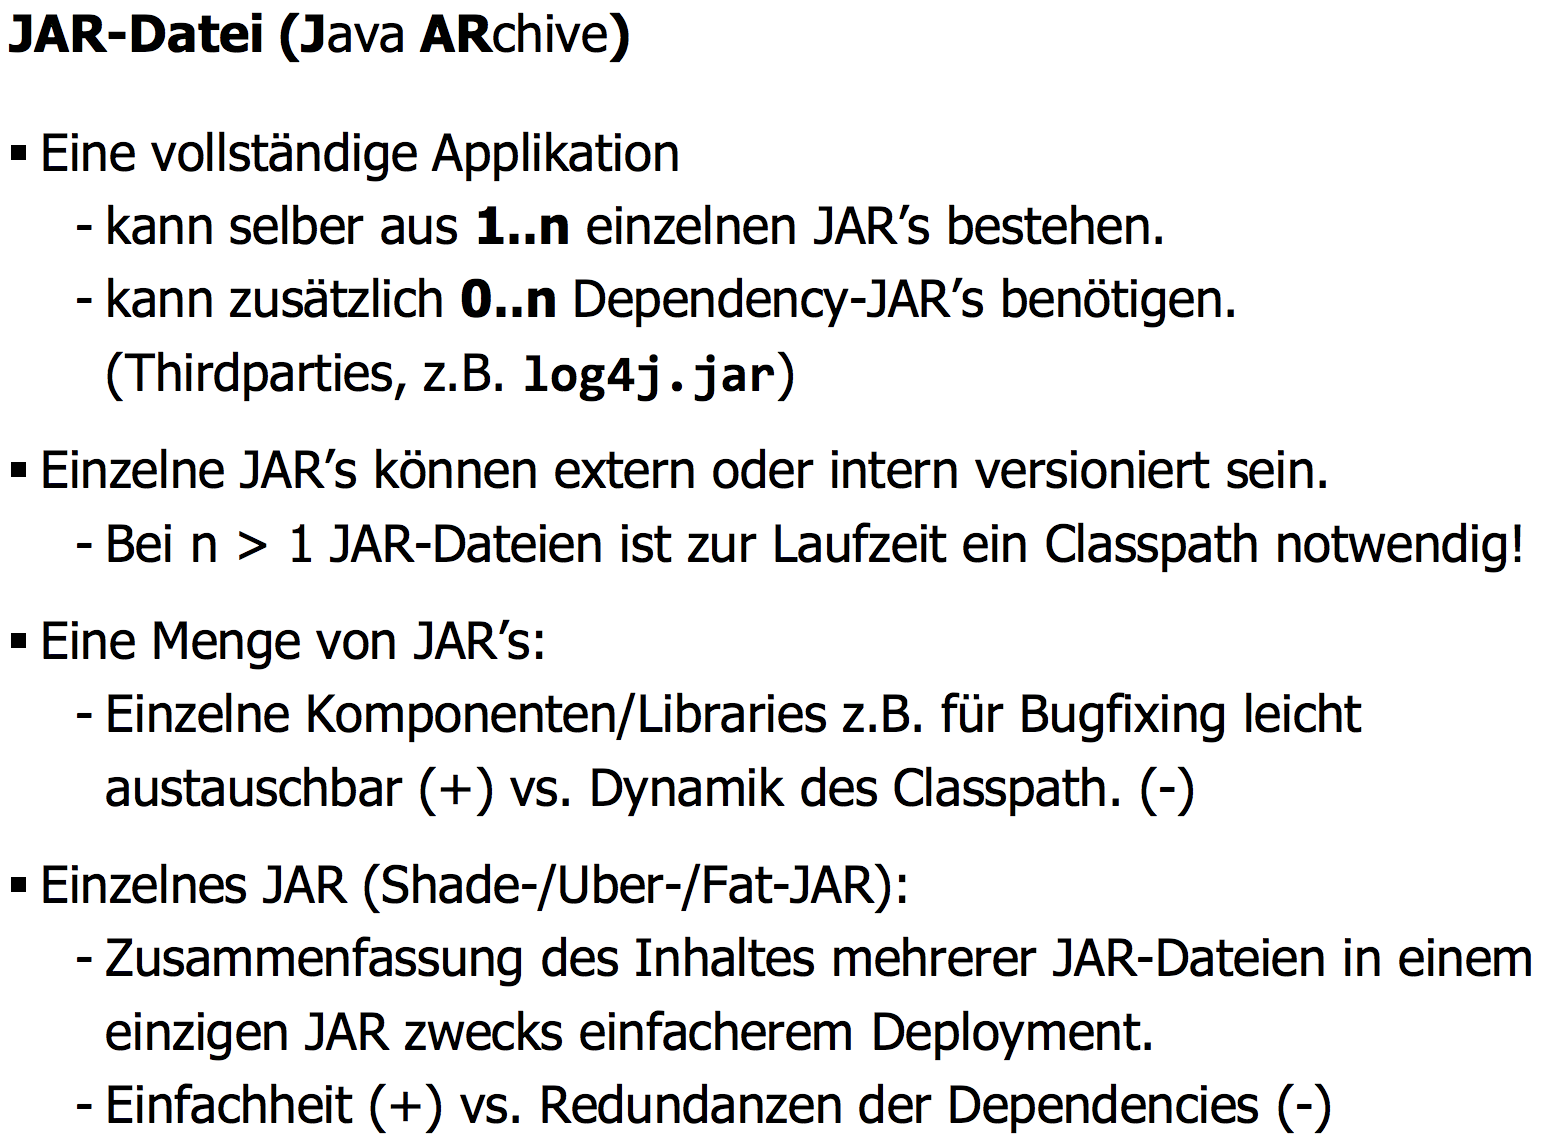 JAR-Datei (Java ARchive)
▪ Eine vollständige Applikation
- kann selber aus 1..n einzelnen JAR’s bestehen.
- kann zusätzlich 0..n Dependency-JAR’s benötigen.
(Thirdparties, z.B. log4j.jar)
▪ Einzelne JAR’s können extern oder intern versioniert sein.
- Bei n > 1 JAR-Dateien ist zur Laufzeit ein Classpath notwendig!
▪ Eine Menge von JAR’s:
- Einzelne Komponenten/Libraries z.B. für Bugfixing leicht
austauschbar (+) vs. Dynamik des Classpath. (-)
▪ Einzelnes JAR (Shade-/Uber-/Fat-JAR):
- Zusammenfassung des Inhaltes mehrerer JAR-Dateien in einem
einzigen JAR zwecks einfacherem Deployment.
- Einfachheit (+) vs. Redundanzen der Dependencies (-)